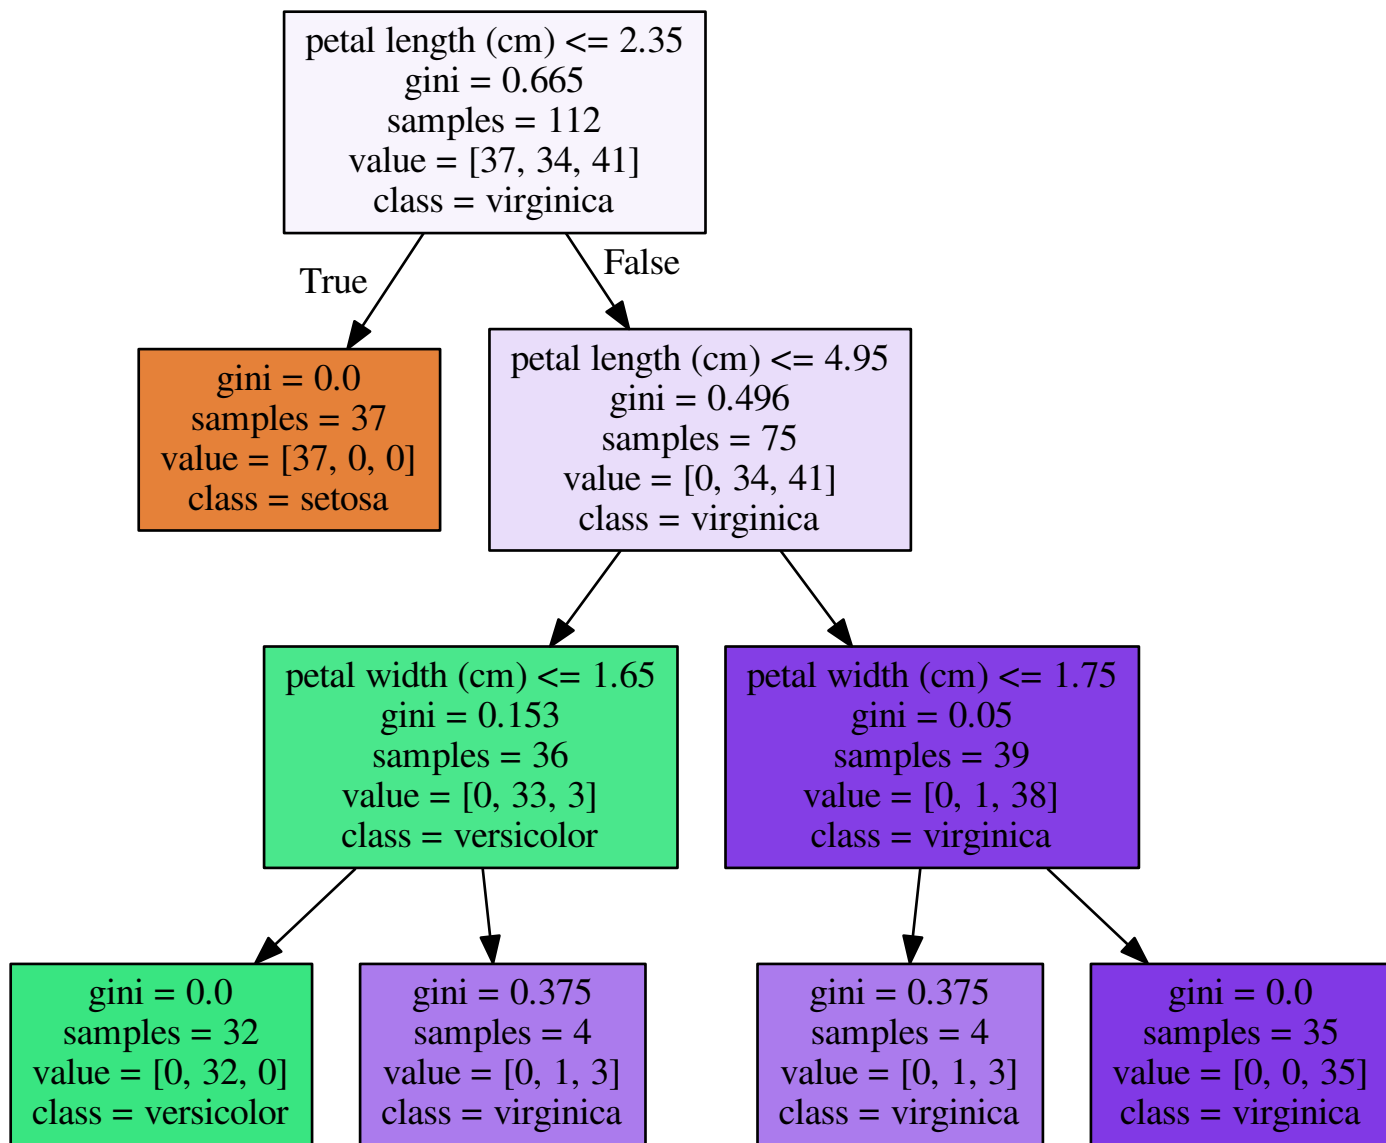 petal length (cm) <= 2.35
gini = 0.665
samples = 112
value = [37, 34, 41]
class = virginica
True
False
gini = 0.0
samples = 37
value = [37, 0, 0]
class = setosa
petal length (cm) <= 4.95
gini = 0.496
samples = 75
value = [0, 34, 41]
class = virginica
petal width (cm) <= 1.65
gini = 0.153
samples = 36
value = [0, 33, 3]
class = versicolor
petal width (cm) <= 1.75
gini = 0.05
samples = 39
value = [0, 1, 38]
class = virginica
gini = 0.0
samples = 32
value = [0, 32, 0]
class = versicolor
gini = 0.375
samples = 4
value = [0, 1, 3]
class = virginica
gini = 0.375
samples = 4
value = [0, 1, 3]
class = virginica
gini = 0.0
samples = 35
value = [0, 0, 35]
class = virginica